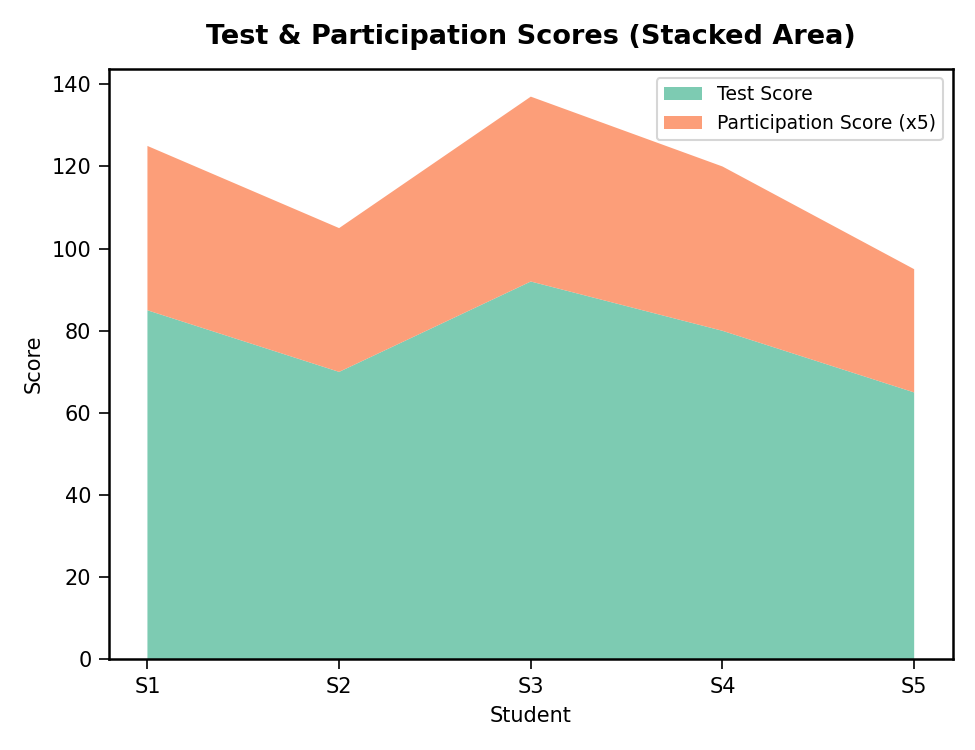 Test & Participation Scores (Stacked Area)
Test Score
Participation Score (x5)
Score
140
120
100
80
60
40
20
0
S1 S2 S3 S4 S5
Student